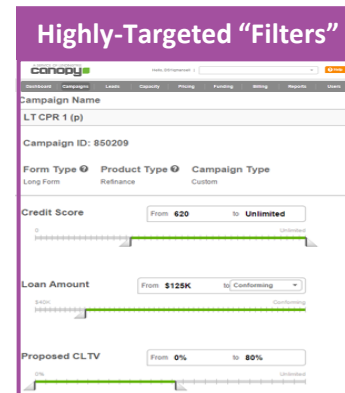 Highly-Targeted “Filters”
canopy
Dashboard Campaigns Leads Capacity Pricing Funding Billing Reports Users
Campaign Name
LT CPR 1 (p)
Campaign ID: 850209
Form Type Product Type Campaign Type
Long Form Refinance Custom
Credit Score From 620 to Unlimited
0 Unlimited
Loan Amount From $125K to Conforming
$40K Conforming
Proposed CLTV From 0% to 80%
0% Unlimited